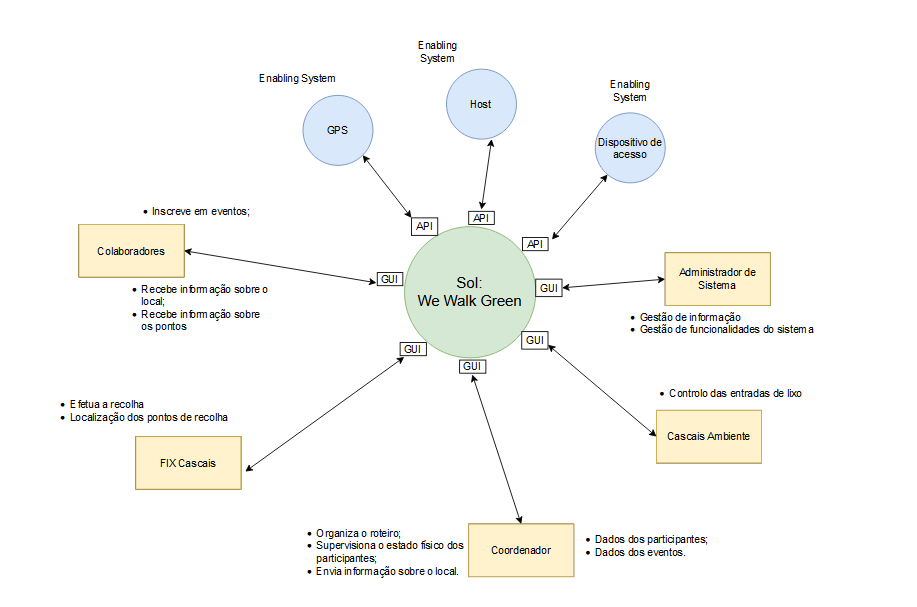 Enabling
System
Enabling System
Enabling
System
Host
GPS
Dispositivo de
acesso
• Inscreve em eventos;
API
API
API
Colaboradores
GUI
Sol:
We Walk Green
GUI
Administrador de
Sistema
• Recebe informação sobre o
local;
• Recebe informação sobre
os pontos
• Gestão de informação
• Gestão de funcionalidades do sistema
GUI
GUI
GUI
• Controlo das entradas de lixo
• Efetua a recolha
• Localização dos pontos de recolha
Cascais Ambiente
FIX Cascais
• Organiza o roteiro;
• Supervisiona o estado físico dos
participantes;
• Envia informação sobre o local.
Coordenador
• Dados dos participantes;
• Dados dos eventos.